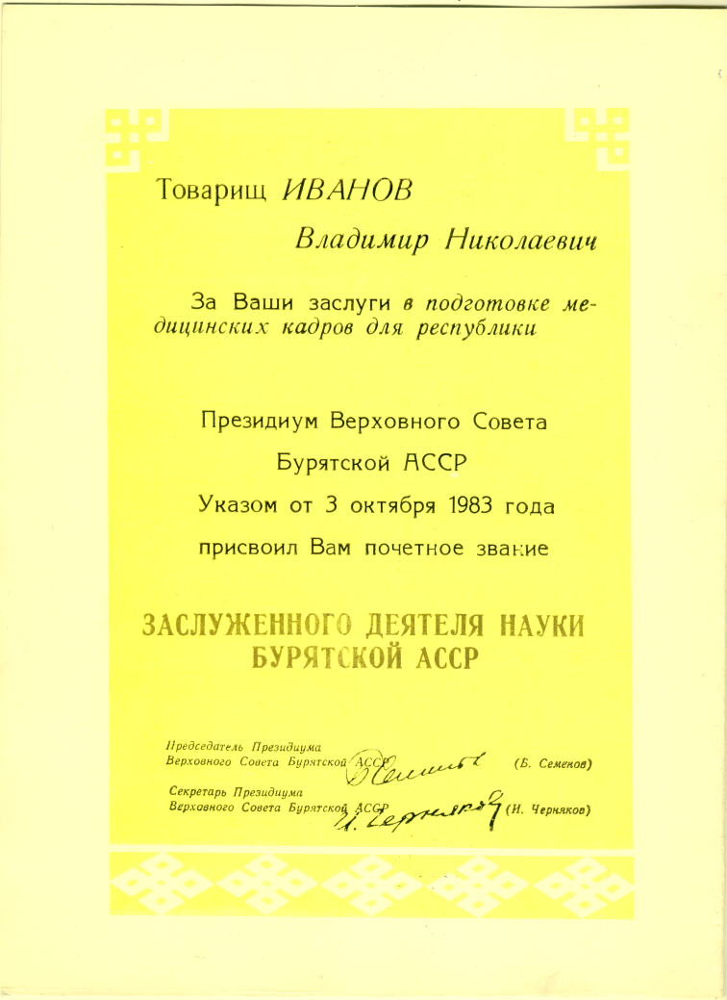 Товарищ ИВАНОВ
Владимир Николаевич
За Ваши заслуги в подготовке ме-
дицинских кадров для республики
Президиум Верховного Совета
Бурятской АССР
Указом от 3 октября 1983 года
присвоил Вам почетное звание
ЗАСЛУЖЕННОГО ДЕЯТЕЛЯ НАУКИ
БУРЯТСКОЙ АССР
Председатель Президиума
Верховного Совета Бурятской АССР (Б. Семенов)
Секретарь Президиума
Верховного Совета Бурятской АССР И. Черняков (И. Черняков)